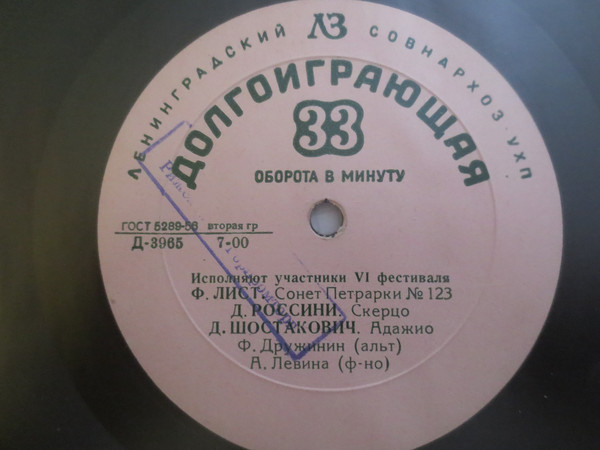 ЛЗ
ЛЕНИНГРАДСКИЙ СОВНАРХОЗ·УХП
ДОЛГОИГРАЮЩАЯ
33
ОБОРОТА В МИНУТУ
ГОСТ 5289-56 вторая гр
Д-3965 7-00
Исполняют участники VI фестиваля
Ф. ЛИСТ. Сонет Петрарки № 123
Д. РОССИНИ. Скерцо
Д. ШОСТАКОВИЧ. Адажио
Ф. Дружинин (альт)
А. Левина (ф-но)